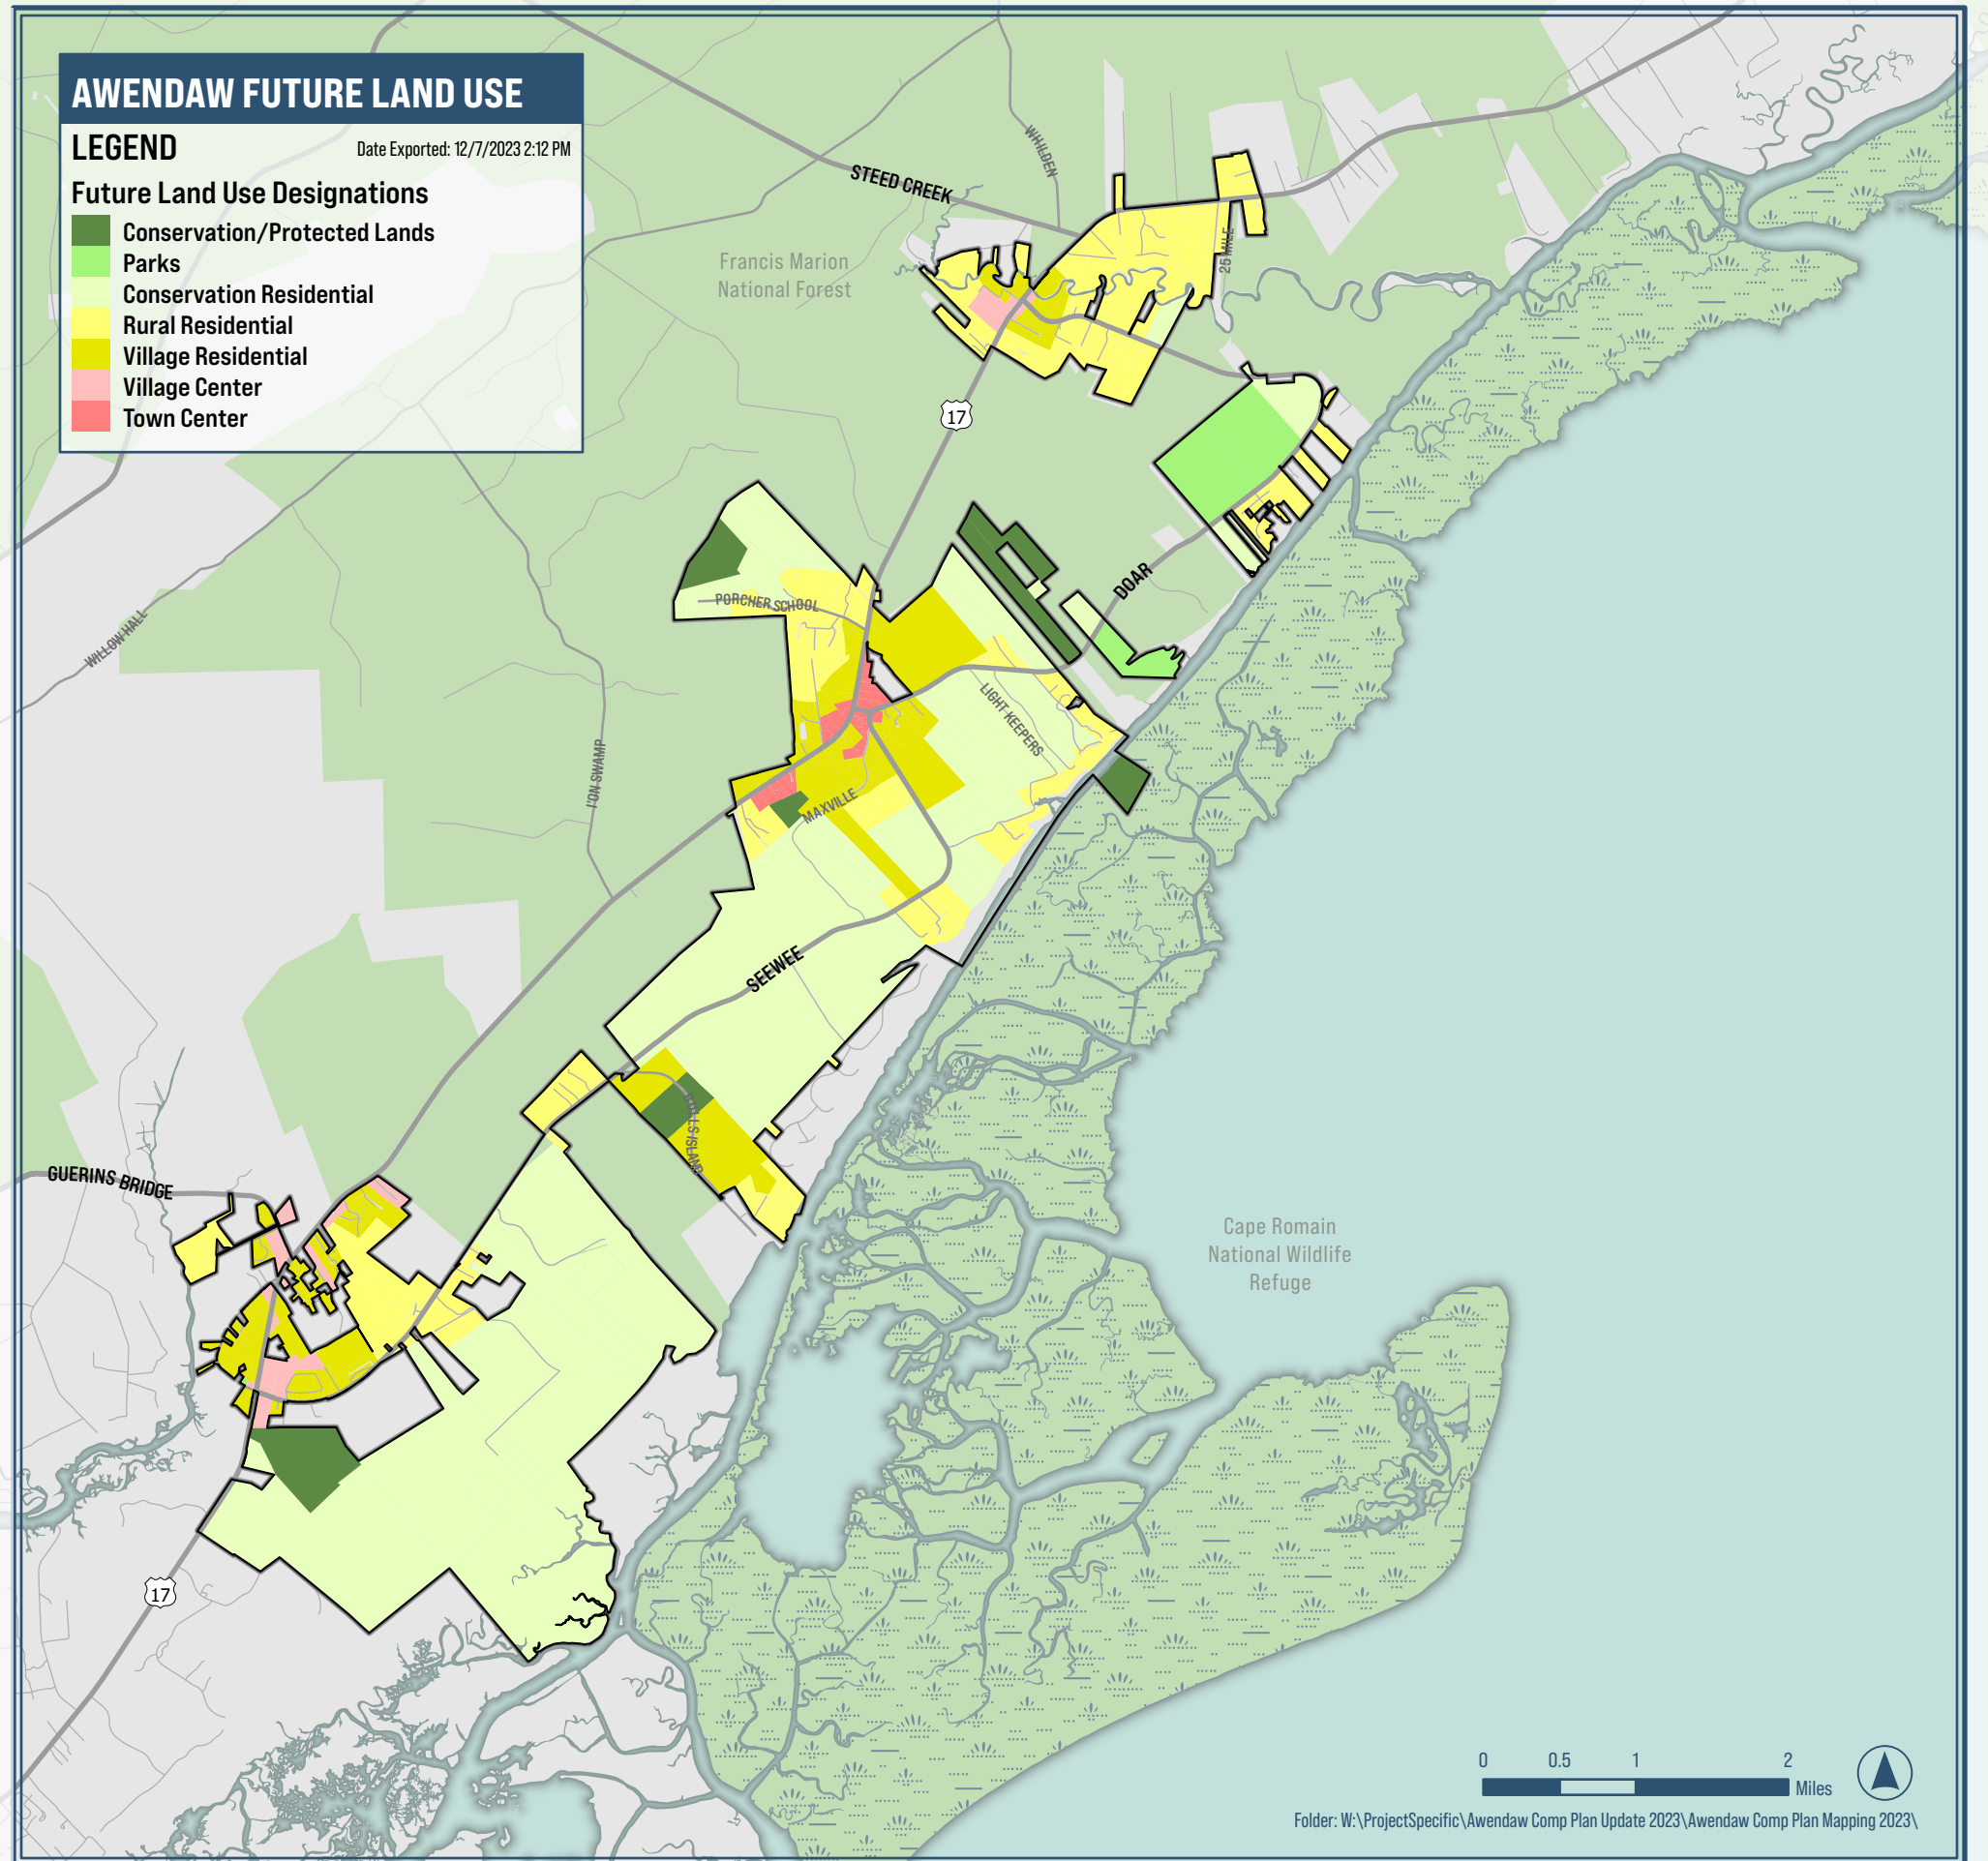 AWENDAW FUTURE LAND USE
LEGEND
Date Exported: 12/7/2023 2:12 PM
Future Land Use Designations
Conservation/Protected Lands
Parks
Conservation Residential
Rural Residential
Village Residential
Village Center
Town Center
WHILDEN
STEED CREEK
25 MILE
Francis Marion
National Forest
17
DOAR
PORCHER SCHOOL
WILLOW HALL
LIGHT KEEPERS
I'ON SWAMP
MAXVILLE
SEEWEE
BULLS ISLAND
GUERINS BRIDGE
Cape Romain
National Wildlife
Refuge
17
0 0.5 1 2
Miles
Folder: W:\ProjectSpecific\Awendaw Comp Plan Update 2023\Awendaw Comp Plan Mapping 2023\